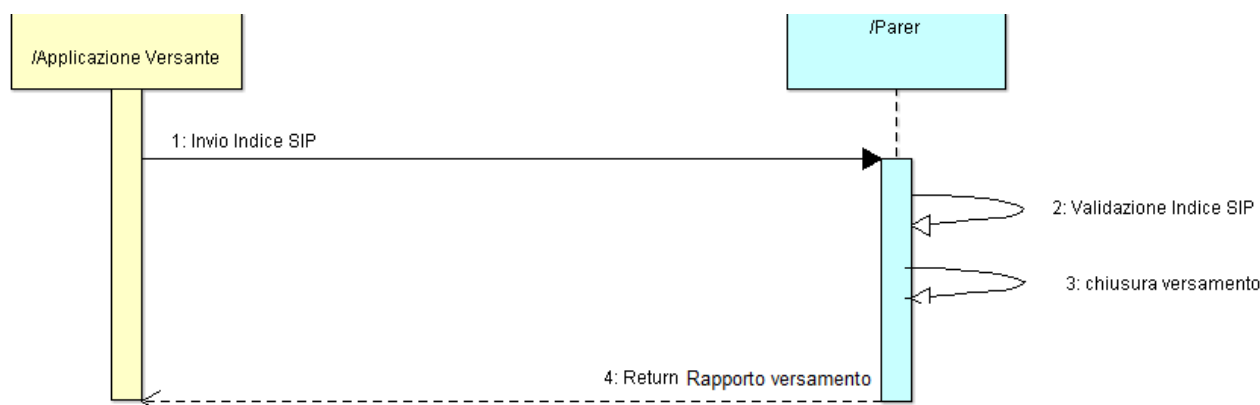 /Applicazione Versante
/Parer
1: Invio Indice SIP
2: Validazione Indice SIP
3: chiusura versamento
4: Return Rapporto versamento